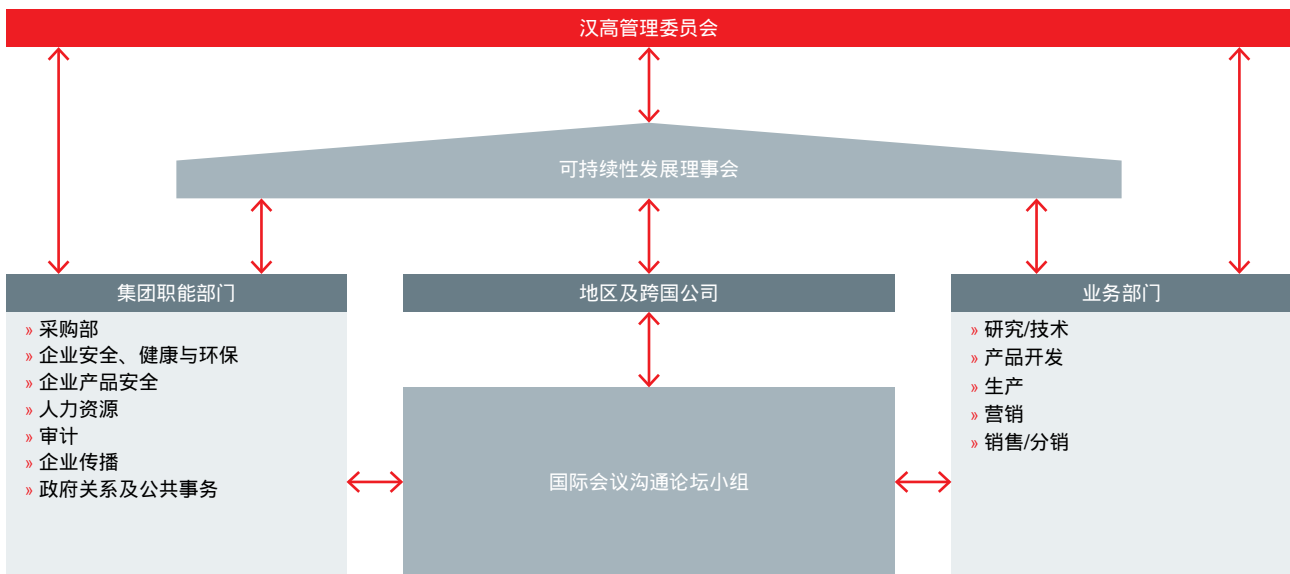 汉高管理委员会
可持续性发展理事会
集团职能部门
» 采购部
» 企业安全、健康与环保
» 企业产品安全
» 人力资源
» 审计
» 企业传播
» 政府关系及公共事务
地区及跨国公司
国际会议沟通论坛小组
业务部门
» 研究/技术
» 产品开发
» 生产
» 营销
» 销售/分销